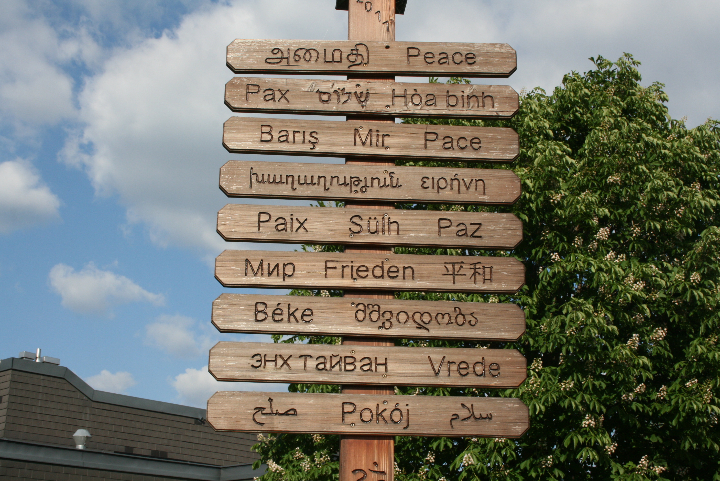 அமைதி Peace
Pax שָׁלוֹם Hòa bình
Barış Mir Pace
խաղաղություն ειρήνη
Paix Sülh Paz
Мир Frieden 平和
Béke მშვიდობა
энх тайван Vrede
صلح Pokój سلام